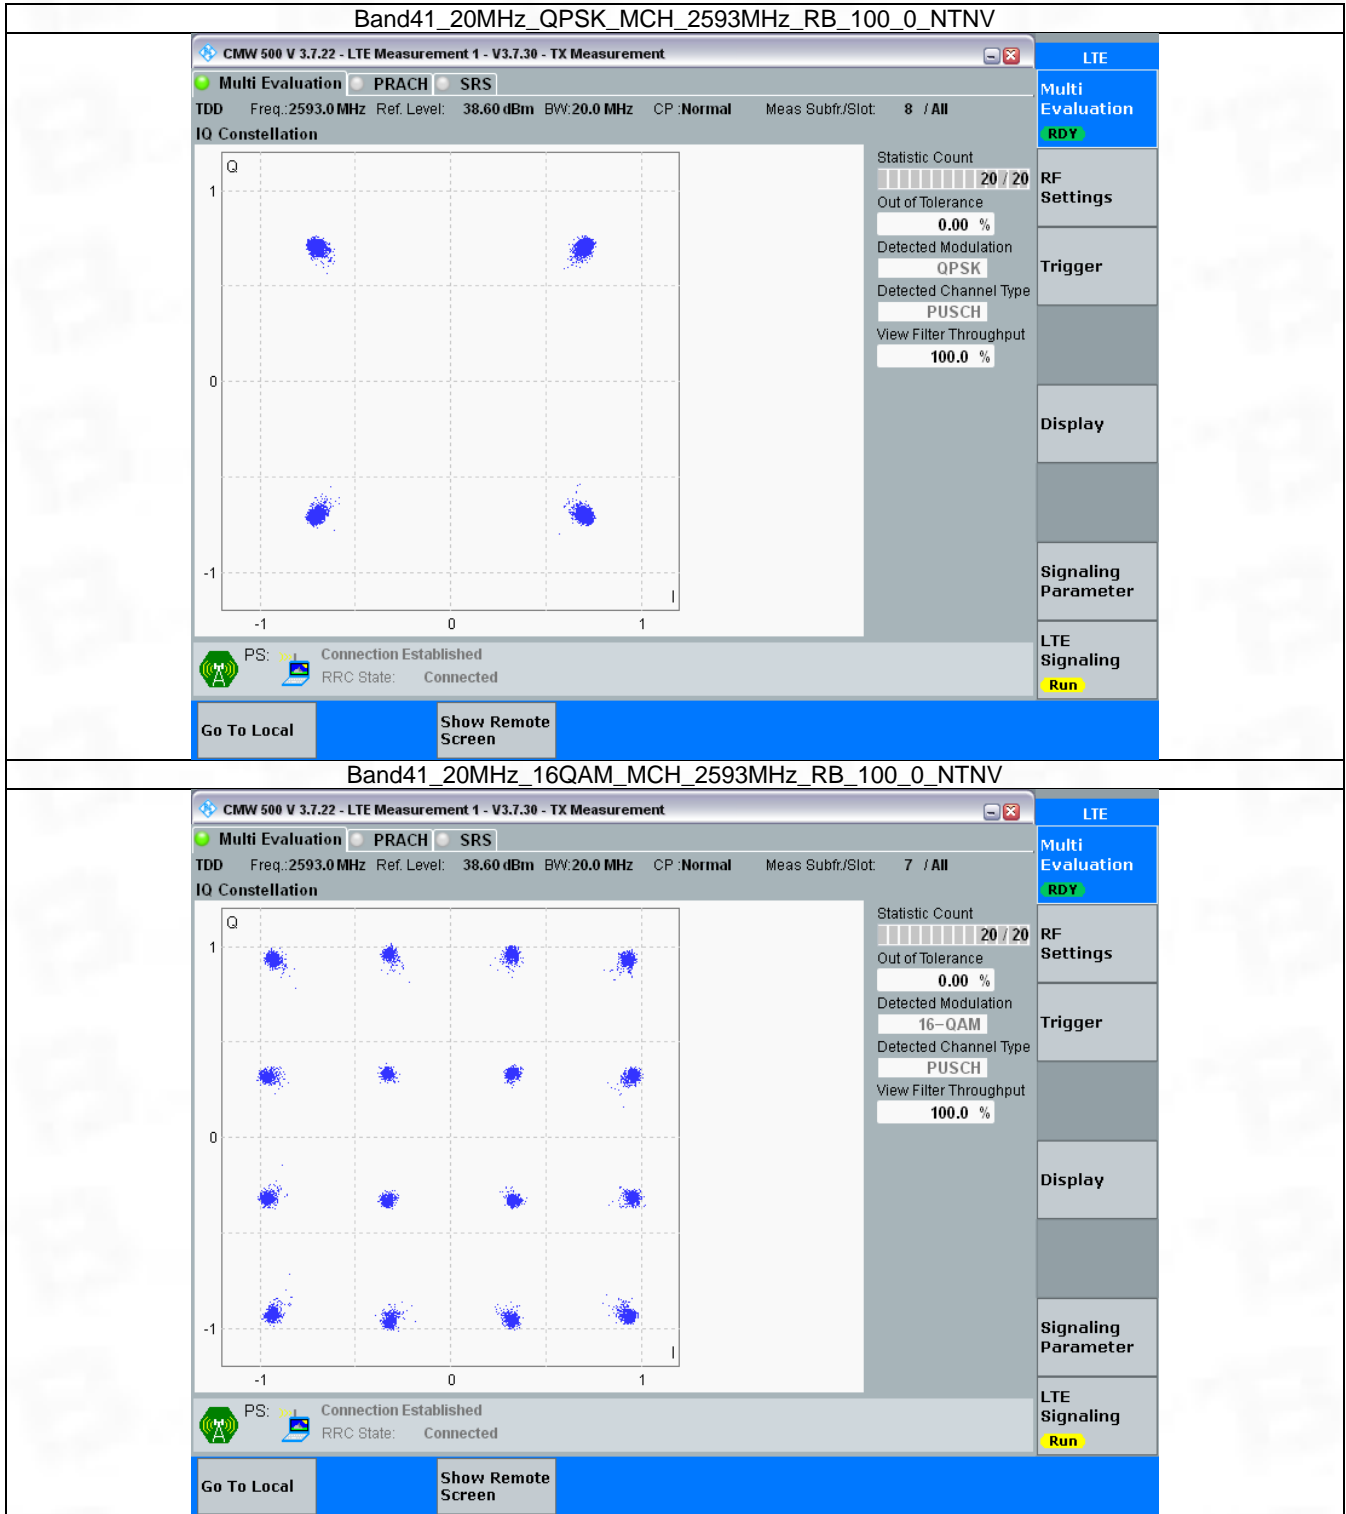 Band41_20MHz_QPSK_MCH_2593MHz_RB_100_0_NTNV
CMW 500 V 3.7.22 - LTE Measurement 1 - V3.7.30 - TX Measurement
LTE
Multi Evaluation PRACH SRS
Multi
Evaluation
RDY
TDD Freg.:2593.0 MHz Ref. Level: 38.60 dBm BW:20.0 MHz CP :Normal Meas Subfr./Slot: 8 / All
IQ Constellation
Q
1
0
-1
I
-1 0 1
Statistic Count
20 / 20
Out of Tolerance
0.00 %
Detected Modulation
QPSK
Detected Channel Type
PUSCH
View Filter Throughput
100.0 %
RF
Settings
Trigger
Display
Signaling
Parameter
LTE
Signaling
Run
PS: Connection Established
RRC State: Connected
Go To Local
Show Remote
Screen
Band41_20MHz_16QAM_MCH_2593MHz_RB_100_0_NTNV
CMW 500 V 3.7.22 - LTE Measurement 1 - V3.7.30 - TX Measurement
LTE
Multi Evaluation PRACH SRS
Multi
Evaluation
RDY
TDD Freq.:2593.0 MHz Ref. Level: 38.60 dBm BW:20.0 MHz CP :Normal Meas Subfr./Slot: 7 / All
IQ Constellation
Q
1
0
-1
I
-1 0 1
Statistic Count
20 / 20
Out of Tolerance
0.00 %
Detected Modulation
16-QAM
Detected Channel Type
PUSCH
View Filter Throughput
100.0 %
RF
Settings
Trigger
Display
Signaling
Parameter
LTE
Signaling
Run
PS: Connection Established
RRC State: Connected
Go To Local
Show Remote
Screen